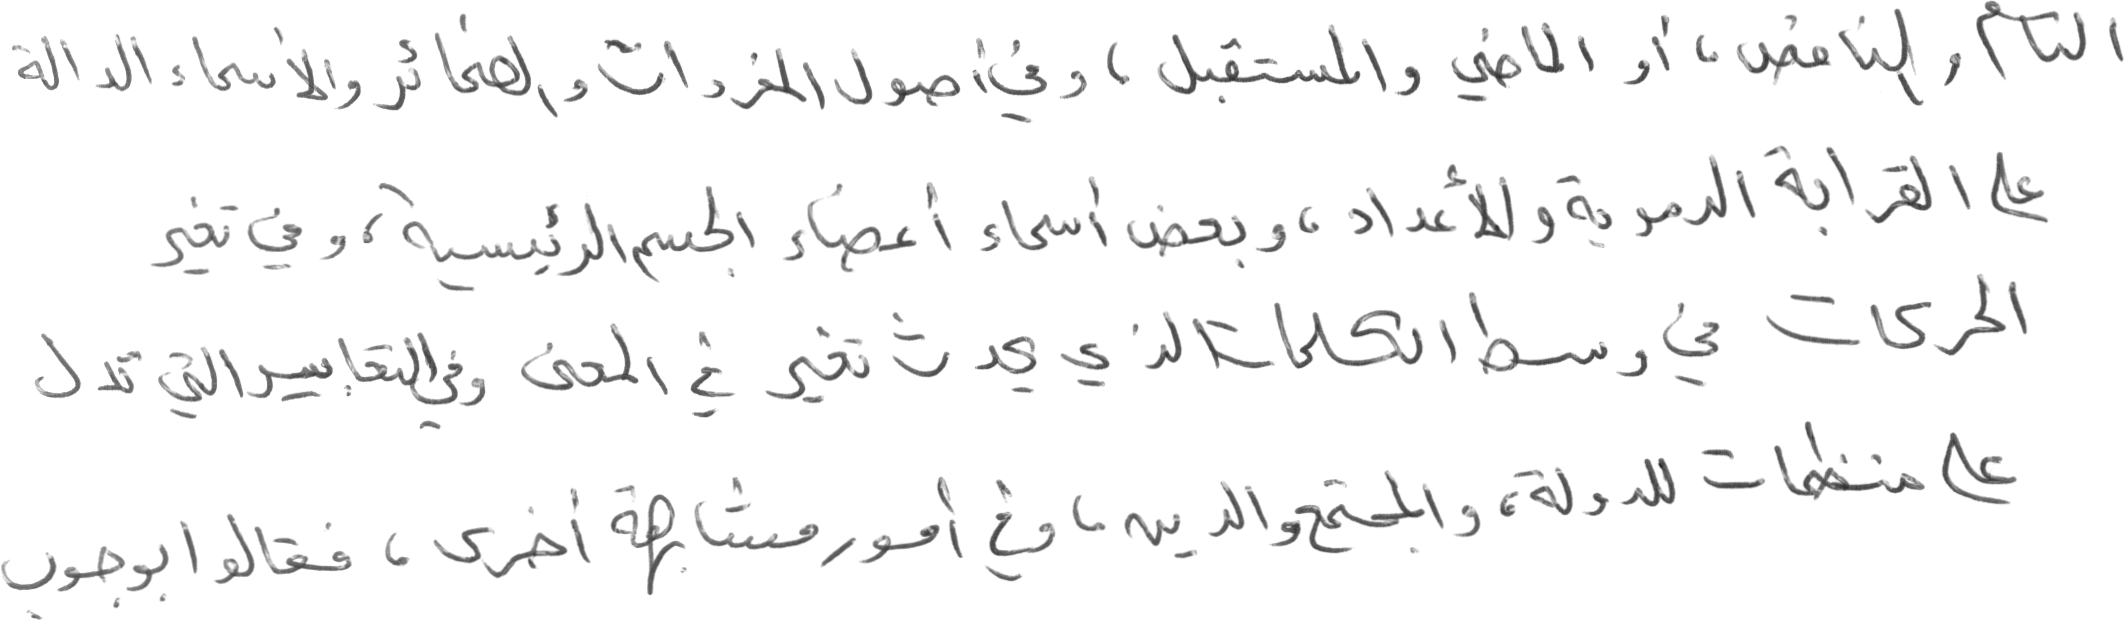 التام والناقص، أو الماضي والمستقبل، وفي أصول المفردات والضمائر والأسماء الدالة
على القرابة الدموية والأعداد، وبعض أسماء أعضاء الجسم الرئيسية، وفي تغير
الحركات في وسط الكلمات الذي يحدث تغير في المعنى وفي التعابير التي تدل
على منظمات للدولة، والمجتمع والدين، وفي أمور مشابهة أخرى، فقالوا بوجوب